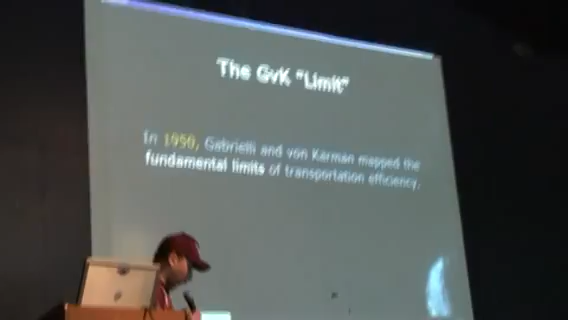 The GvK "Limit"
In 1950, Gabrielli and von Karman mapped the
fundamental limits of transportation efficiency.